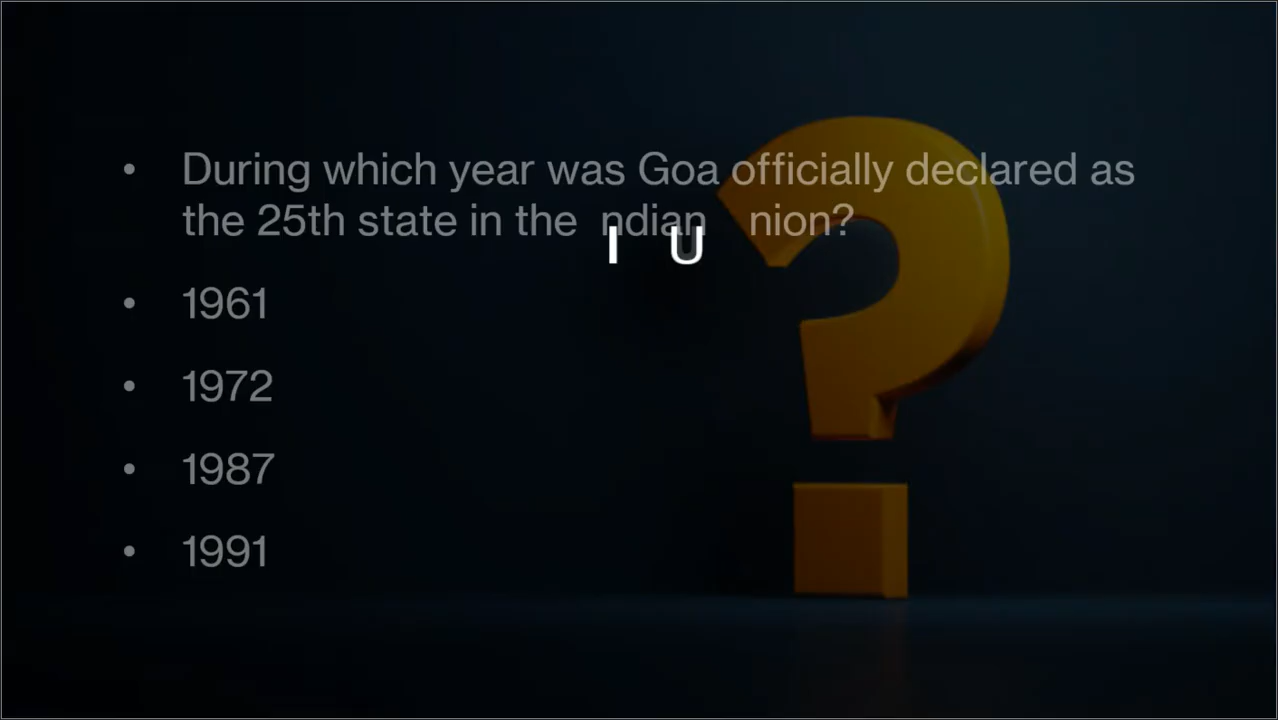 • During which year was Goa officially declared as
the 25th state in the ndian nion?
I U
• 1961
• 1972
• 1987
• 1991